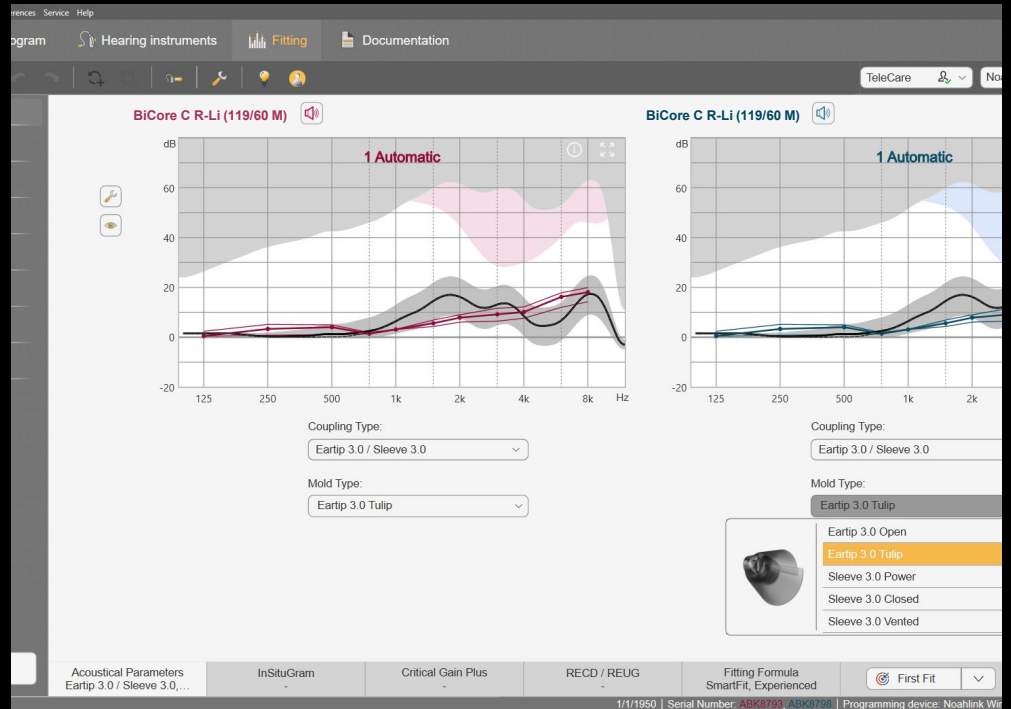 erences Service Help
ogram Hearing instruments Fitting Documentation
TeleCare Noa
BiCore C R-Li (119/60 M) BiCore C R-Li (119/60 M)
dB dB
1 Automatic 1 Automatic
60 60
40 40
20 20
0 0
-20 -20
125 250 500 1k 2k 4k 8k Hz 125 250 500 1k 2k
Coupling Type: Coupling Type:
Eartip 3.0 / Sleeve 3.0 Eartip 3.0 / Sleeve 3.0
Mold Type: Mold Type:
Eartip 3.0 Tulip Eartip 3.0 Tulip
Eartip 3.0 Open
Eartip 3.0 Tulip
Sleeve 3.0 Power
Sleeve 3.0 Closed
Sleeve 3.0 Vented
Acoustical Parameters InSituGram Critical Gain Plus RECD / REUG Fitting Formula First Fit
Eartip 3.0 / Sleeve 3.0,... - - - SmartFit, Experienced
1/1/1950 | Serial Number: ABK8793, ABK8798 | Programming device: Noahlink Wir